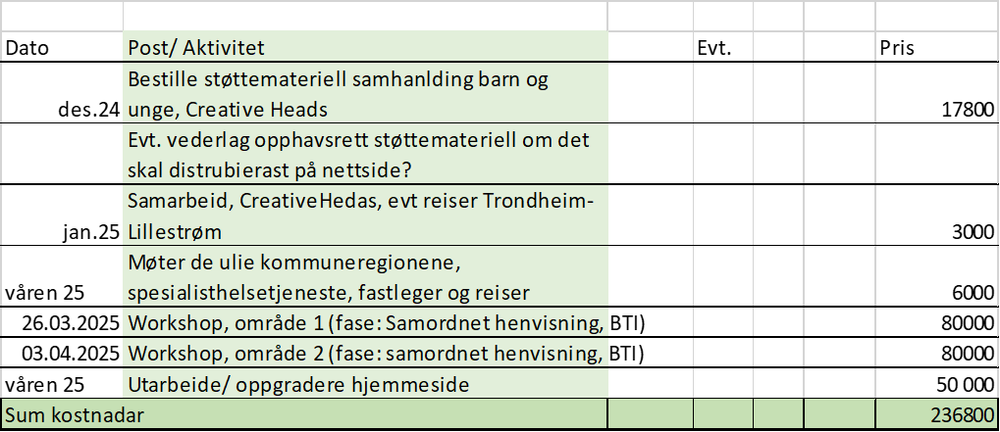 Dato Post/ Aktivitet Evt. Pris
Bestille støttemateriell samhanlding barn og
des.24 unge, Creative Heads 17800
Evt. vederlag opphavsrett støttemateriell om det
skal distrubierast på nettside?
Samarbeid, CreativeHedas, evt reiser Trondheim-
jan.25 Lillestrøm 3000
Møter de ulie kommuneregionene,
våren 25 spesialisthelsetjeneste, fastleger og reiser 6000
26.03.2025 Workshop, område 1 (fase: Samordnet henvisning, BTI) 80000
03.04.2025 Workshop, område 2 (fase: samordnet henvisning, BTI) 80000
våren 25 Utarbeide/ oppgradere hjemmeside 50 000
Sum kostnadar 236800